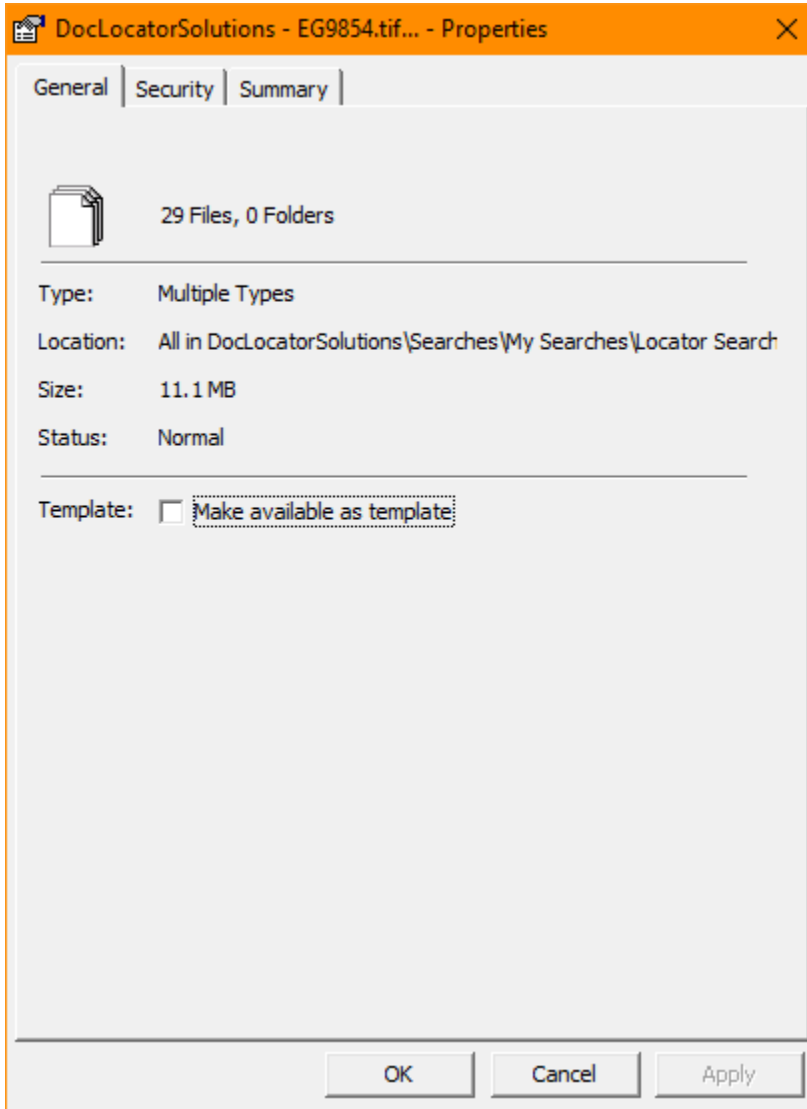 DocLocatorSolutions - EG9854.tif... - Properties
General Security Summary
29 Files, 0 Folders
Type: Multiple Types
Location: All in DocLocatorSolutions\Searches\My Searches\Locator Search
Size: 11.1 MB
Status: Normal
Template: Make available as template
OK Cancel Apply